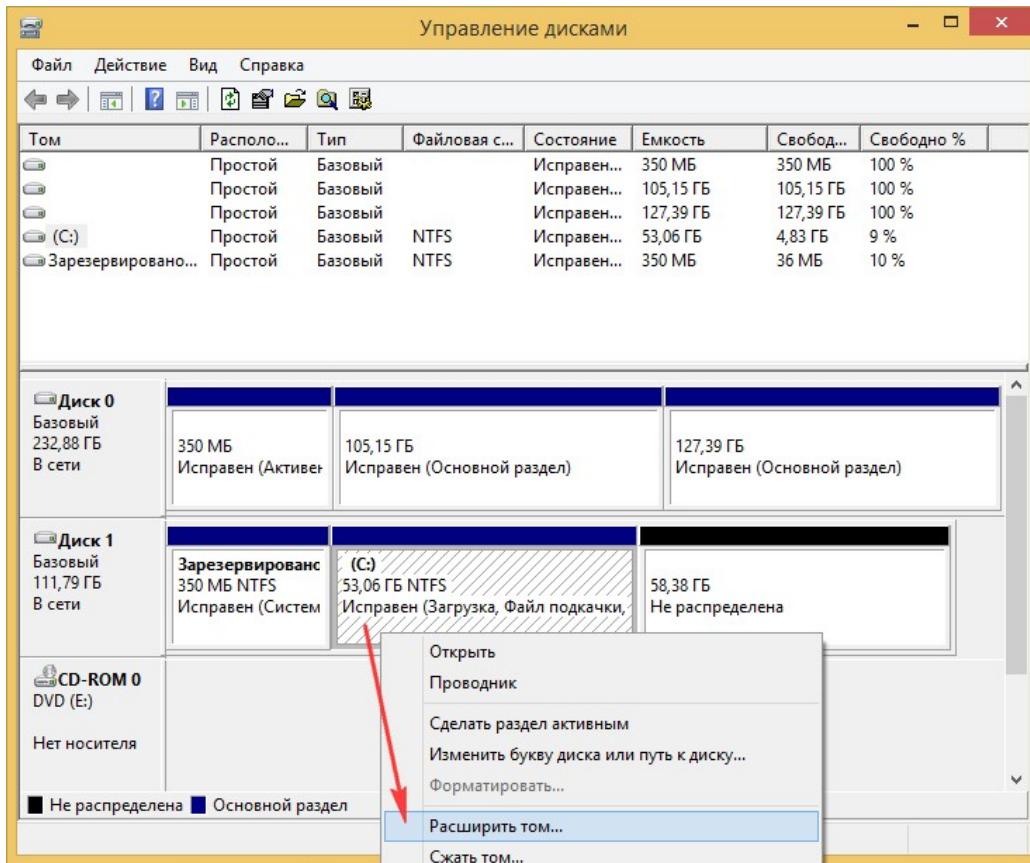 Управление дисками
Файл Действие Вид Справка
Том Располо... Тип Файловая с... Состояние Емкость Свобод... Свободно %
Простой Базовый Исправен... 350 МБ 350 МБ 100 %
Простой Базовый Исправен... 105,15 ГБ 105,15 ГБ 100 %
Простой Базовый Исправен... 127,39 ГБ 127,39 ГБ 100 %
(C:) Простой Базовый NTFS Исправен... 53,06 ГБ 4,83 ГБ 9 %
Зарезервировано... Простой Базовый NTFS Исправен... 350 МБ 36 МБ 10 %
Диск 0
Базовый
232,88 ГБ
В сети
350 МБ
Исправен (Активен
105,15 ГБ
Исправен (Основной раздел)
127,39 ГБ
Исправен (Основной раздел)
Диск 1
Базовый
111,79 ГБ
В сети
Зарезервировано
350 МБ NTFS
Исправен (Систем
(C:)
53,06 ГБ NTFS
Исправен (Загрузка, Файл подкачки,
58,38 ГБ
Не распределена
CD-ROM 0
DVD (E:)
Нет носителя
Открыть
Проводник
Сделать раздел активным
Изменить букву диска или путь к диску...
Форматировать...
Расширить том...
Сжать том...
Не распределена Основной раздел